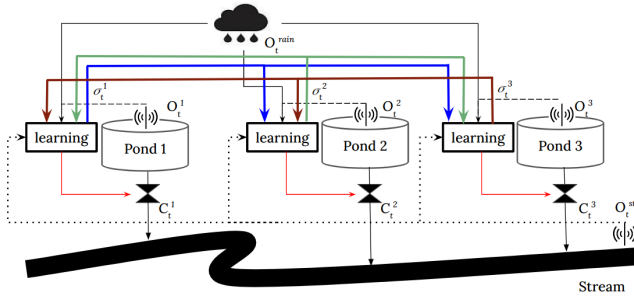 O_t^rain
σ_t^1 O_t^1 σ_t^2 O_t^2 σ_t^3 O_t^3
learning Pond 1 learning Pond 2 learning Pond 3
C_t^1 C_t^2 C_t^3 O_t^st
Stream